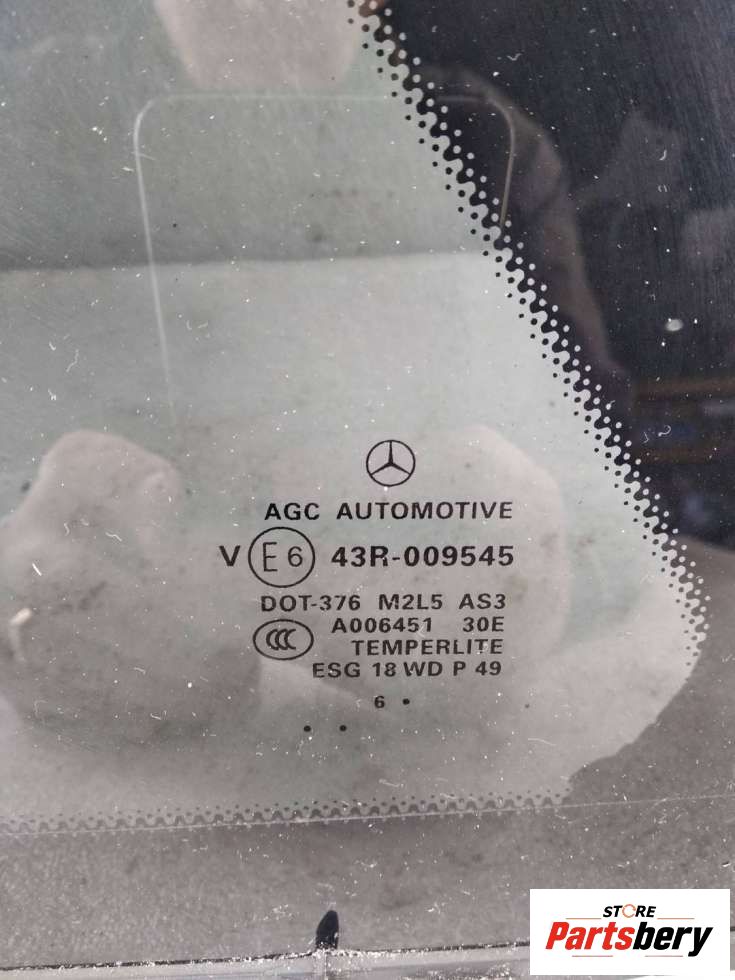 AGC AUTOMOTIVE
V E6 43R-009545
DOT-376 M2L5 AS3
CCC A006451 30E
TEMPERLITE
ESG 18 WD P 49
6 •
• •
STORE
Partsbery